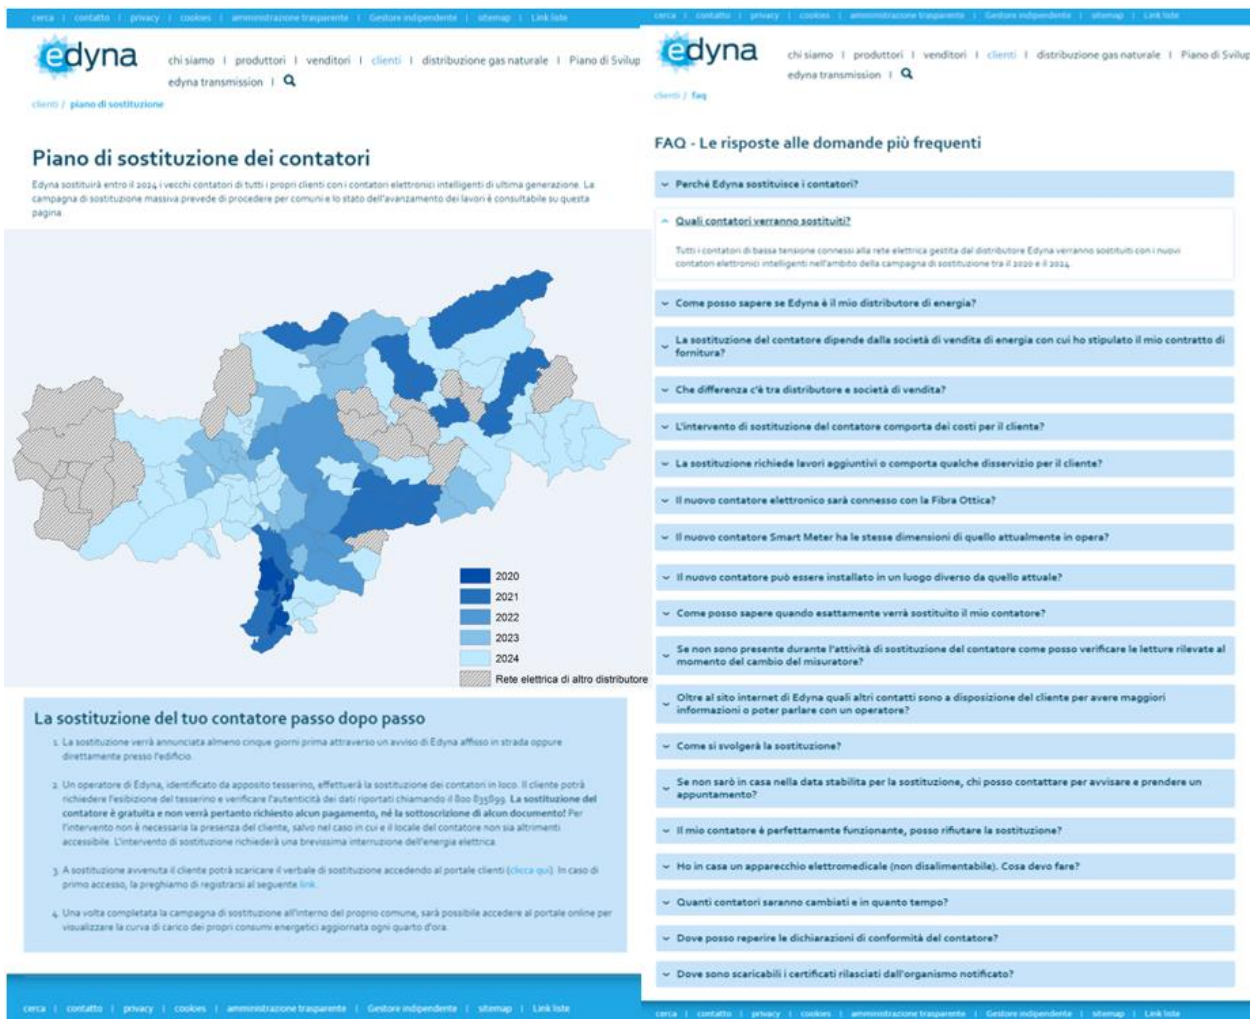 cerca | contatto | privacy | cookies | amministrazione trasparente | Gestore indipendente | sitemap | Link liste
edyna
chi siamo | produttori | venditori | clienti | distribuzione gas naturale | Piano di Svilup
edyna transmission |
clienti / piano di sostituzione
Piano di sostituzione dei contatori
Edyna sostituirà entro il 2024 i vecchi contatori di tutti i propri clienti con i contatori elettronici intelligenti di ultima generazione. La
campagna di sostituzione massiva prevede di procedere per comuni e lo stato dell'avanzamento dei lavori è consultabile su questa
pagina.
2020
2021
2022
2023
2024
Rete elettrica di altro distributore
La sostituzione del tuo contatore passo dopo passo
1. La sostituzione verrà annunciata almeno cinque giorni prima attraverso un avviso di Edyna affisso in strada oppure
direttamente presso l'edificio.
2. Un operatore di Edyna, identificato da apposito tesserino, effettuerà la sostituzione dei contatori in loco. Il cliente potrà
richiedere l'esibizione del tesserino e verificare l'autenticità dei dati riportati chiamando il 800 835899. La sostituzione del
contatore è gratuita e non verrà pertanto richiesto alcun pagamento, né la sottoscrizione di alcun documento! Per
l'intervento non è necessaria la presenza del cliente, salvo nel caso in cui e il locale del contatore non sia altrimenti
accessibile. L'intervento di sostituzione richiederà una brevissima interruzione dell'energia elettrica.
3. A sostituzione avvenuta il cliente potrà scaricare il verbale di sostituzione accedendo al portale clienti (clicca qui). In caso di
primo accesso, la preghiamo di registrarsi al seguente link.
4. Una volta completata la campagna di sostituzione all'interno del proprio comune, sarà possibile accedere al portale online per
visualizzare la curva di carico dei propri consumi energetici aggiornata ogni quarto d'ora.
cerca | contatto | privacy | cookies | amministrazione trasparente | Gestore indipendente | sitemap | Link liste
cerca | contatto | privacy | cookies | amministrazione trasparente | Gestore indipendente | sitemap | Link liste
edyna
chi siamo | produttori | venditori | clienti | distribuzione gas naturale | Piano di Svilup
edyna transmission |
clienti / faq
FAQ - Le risposte alle domande più frequenti
Perché Edyna sostituisce i contatori?
Quali contatori verranno sostituiti?
Tutti i contatori di bassa tensione connessi alla rete elettrica gestita dal distributore Edyna verranno sostituiti con i nuovi
contatori elettronici intelligenti nell'ambito della campagna di sostituzione tra il 2020 e il 2024.
Come posso sapere se Edyna è il mio distributore di energia?
La sostituzione del contatore dipende dalla società di vendita di energia con cui ho stipulato il mio contratto di
fornitura?
Che differenza c'è tra distributore e società di vendita?
L'intervento di sostituzione del contatore comporta dei costi per il cliente?
La sostituzione richiede lavori aggiuntivi o comporta qualche disservizio per il cliente?
Il nuovo contatore elettronico sarà connesso con la Fibra Ottica?
Il nuovo contatore Smart Meter ha le stesse dimensioni di quello attualmente in opera?
Il nuovo contatore può essere installato in un luogo diverso da quello attuale?
Come posso sapere quando esattamente verrà sostituito il mio contatore?
Se non sono presente durante l'attività di sostituzione del contatore come posso verificare le letture rilevate al
momento del cambio del misuratore?
Oltre al sito internet di Edyna quali altri contatti sono a disposizione del cliente per avere maggiori
informazioni o poter parlare con un operatore?
Come si svolgerà la sostituzione?
Se non sarò in casa nella data stabilita per la sostituzione, chi posso contattare per avvisare e prendere un
appuntamento?
Il mio contatore è perfettamente funzionante, posso rifiutare la sostituzione?
Ho in casa un apparecchio elettromedicale (non disalimentabile). Cosa devo fare?
Quanti contatori saranno cambiati e in quanto tempo?
Dove posso reperire le dichiarazioni di conformità del contatore?
Dove sono scaricabili i certificati rilasciati dall'organismo notificato?
cerca | contatto | privacy | cookies | amministrazione trasparente | Gestore indipendente | sitemap | Link liste